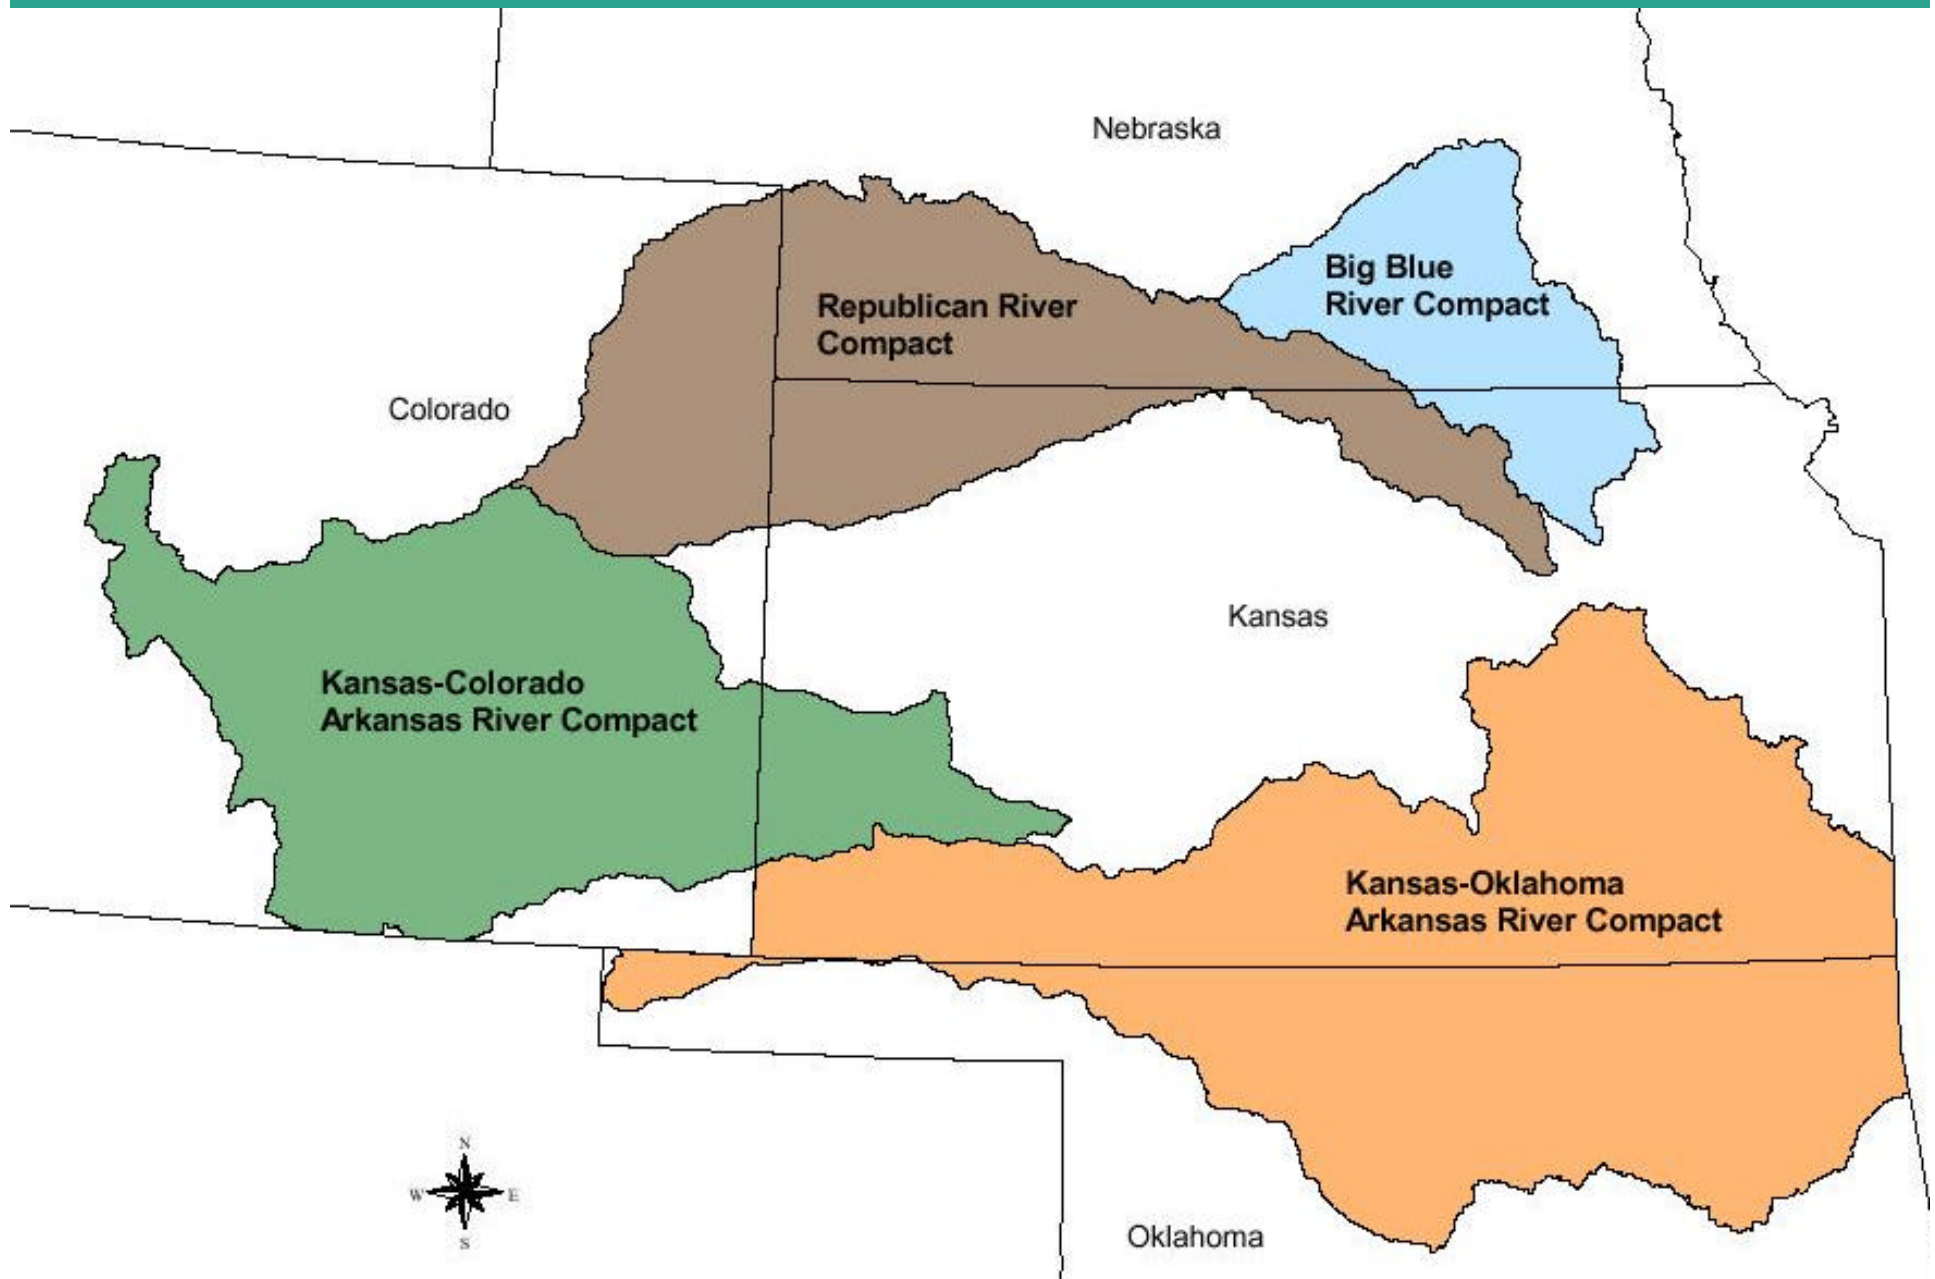 Nebraska
Big Blue
River Compact
Republican River
Compact
Colorado
Kansas
Kansas-Colorado
Arkansas River Compact
Kansas-Oklahoma
Arkansas River Compact
N
W
E
S
Oklahoma